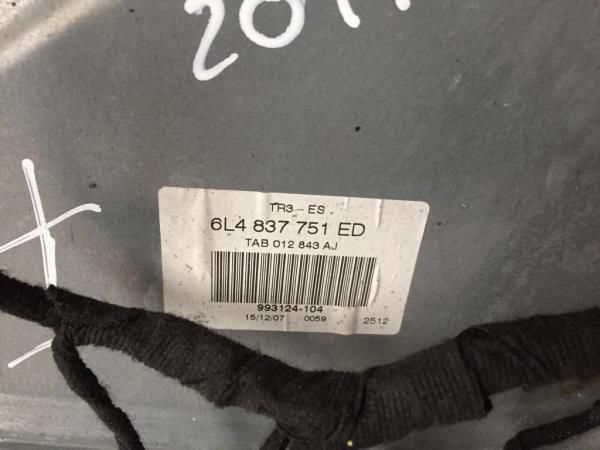 TR3-ES
6L4 837 751 ED
TAB 012 843 AJ
993124-104
15/12/07 0059 2512